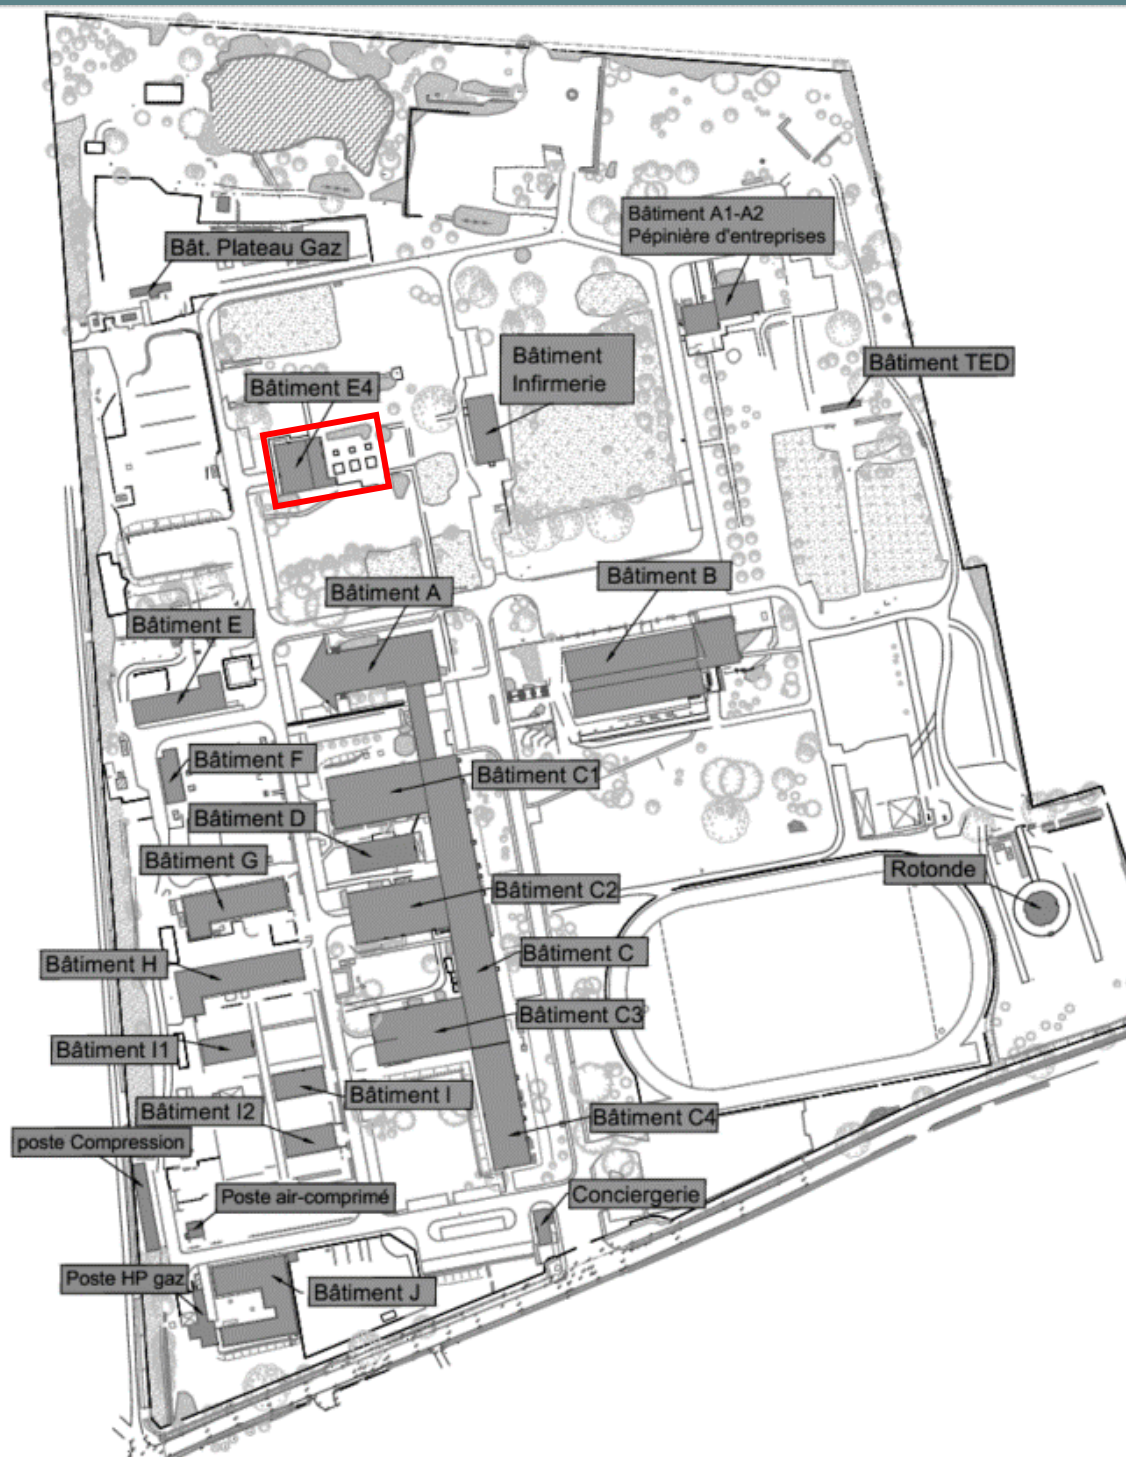 Bâtiment A1-A2
Pépinière d'entreprises
Bât. Plateau Gaz
Bâtiment
Infirmerie
Bâtiment TED
Bâtiment E4
Bâtiment B
Bâtiment A
Bâtiment E
Bâtiment F
Bâtiment C1
Bâtiment D
Bâtiment G
Rotonde
Bâtiment C2
Bâtiment C
Bâtiment H
Bâtiment C3
Bâtiment I1
Bâtiment I
Bâtiment I2
Bâtiment C4
poste Compression
Poste air-comprimé
Conciergerie
Poste HP gaz
Bâtiment J